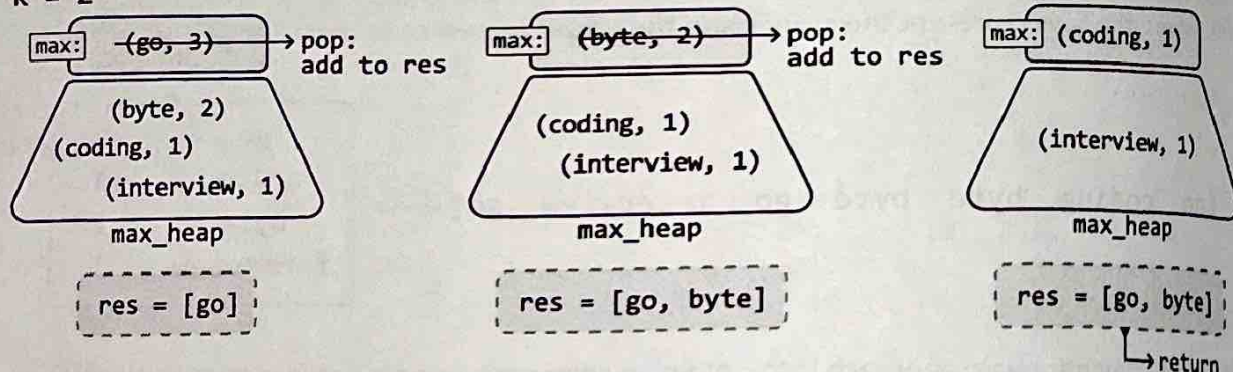 max: (go, 3) → pop:
add to res
(byte, 2)
(coding, 1)
(interview, 1)
max_heap
res = [go]
max: (byte, 2) → pop:
add to res
(coding, 1)
(interview, 1)
max_heap
res = [go, byte]
max: (coding, 1)
(interview, 1)
max_heap
res = [go, byte]
return